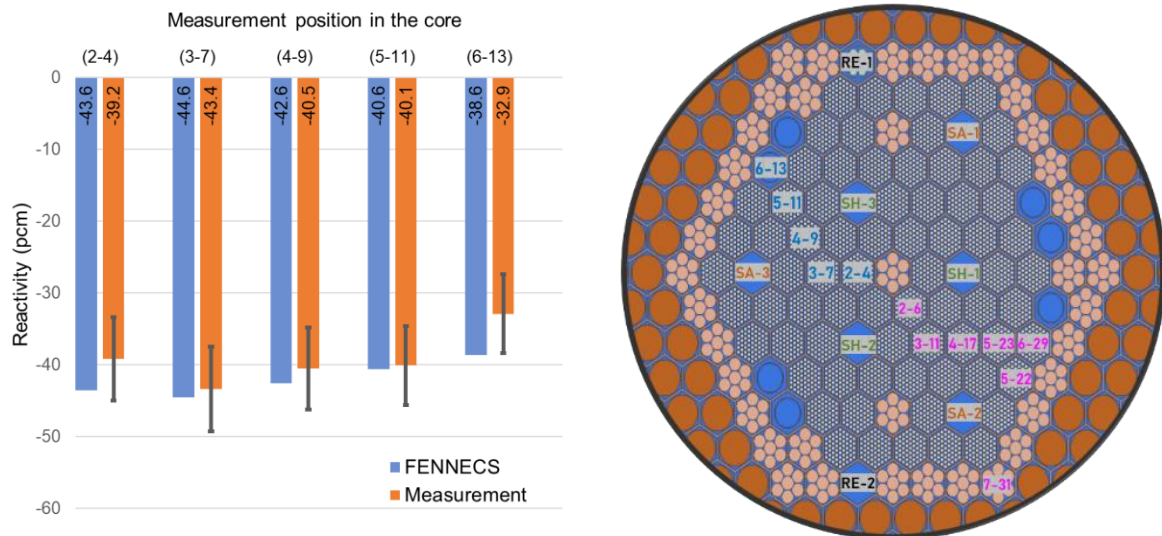 Measurement position in the core
(2-4) (3-7) (4-9) (5-11) (6-13)
0
-10
-20
-30
-40
-50
-60
Reactivity (pcm)
-43.6 -39.2 -44.6 -43.4 -42.6 -40.5 -40.6 -40.1 -38.6 -32.9
FENNECS
Measurement
RE-1
SA-1
6-13
5-11 SH-3
4-9
SA-3 3-7 2-4 SH-1
2-6
SH-2 3-11 4-17 5-23 6-29
5-22
SA-2
RE-2 7-31